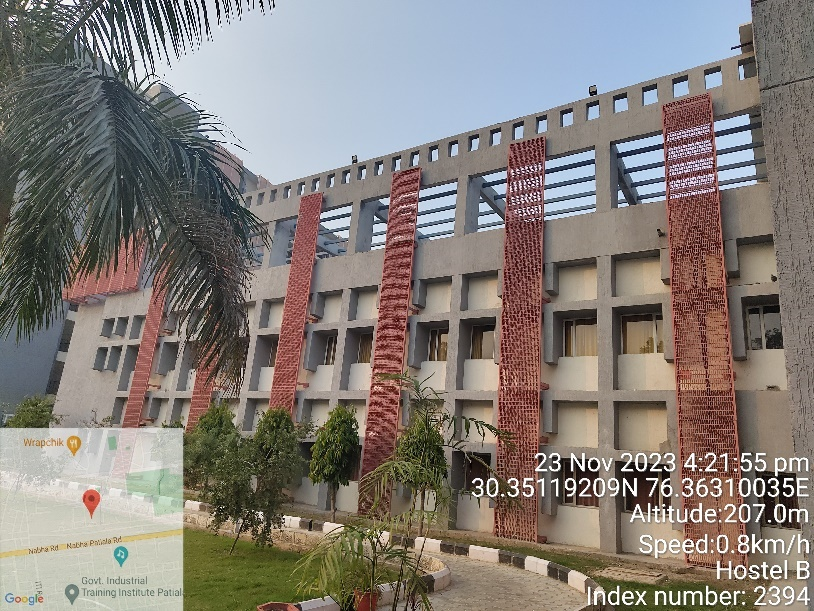 Wrapchik
Nabha Rd
Nabha Patiala Rd
Govt. Industrial
Training Institute Patial
Google
23 Nov 2023 4:21:55 pm
30.35119209N 76.36310035E
Altitude:207.0m
Speed:0.8km/h
Hostel B
Index number: 2394